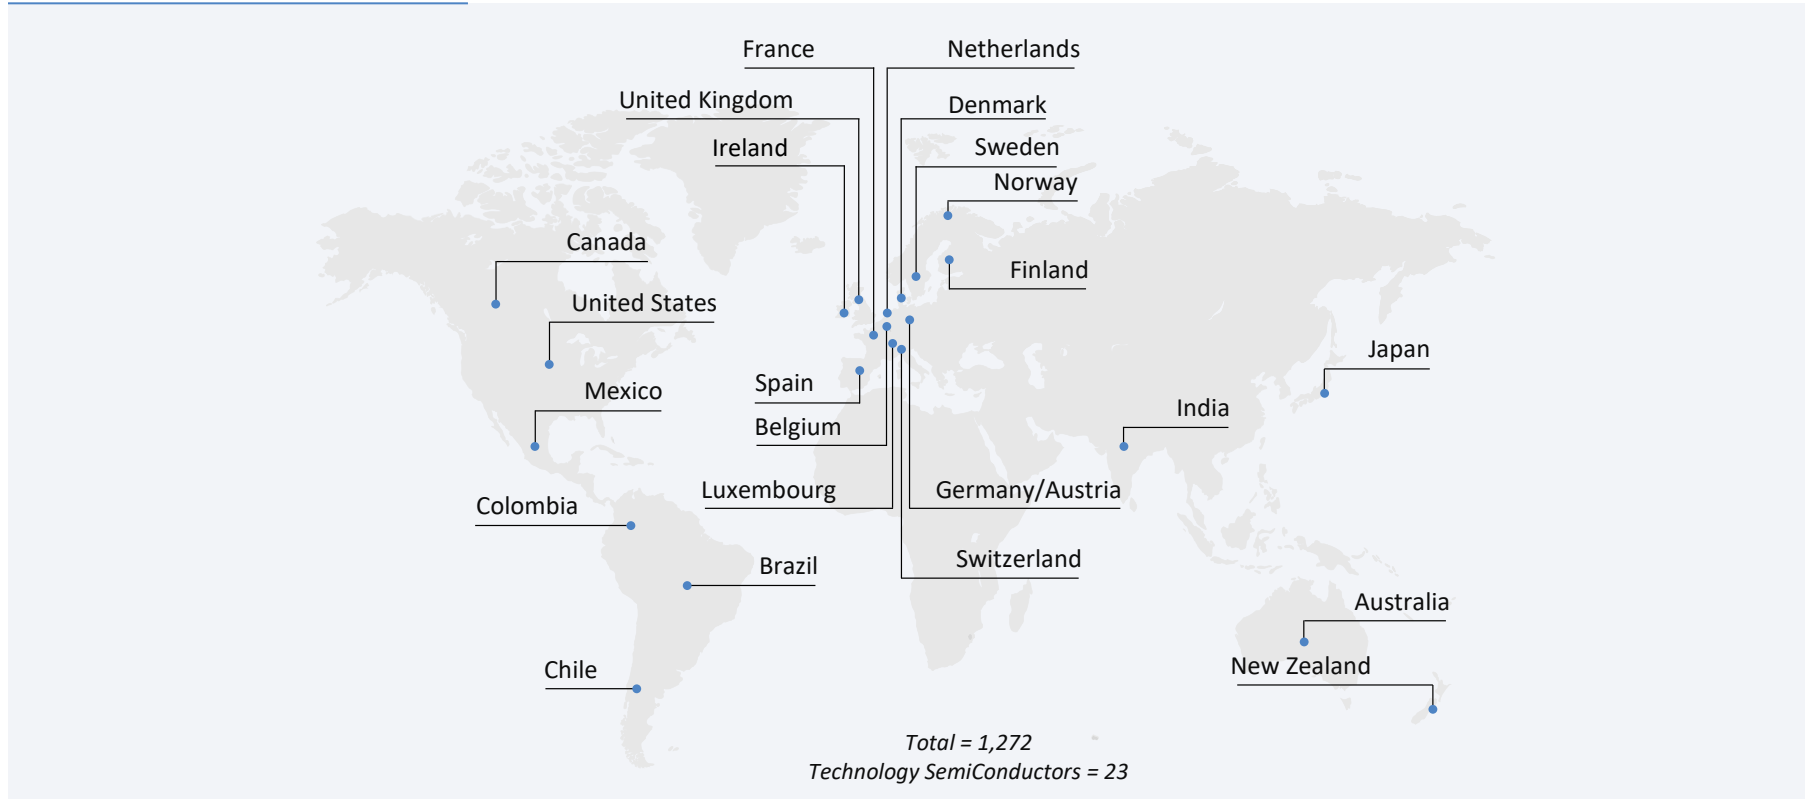 France
Netherlands
United Kingdom
Denmark
Ireland
Sweden
Norway
Canada
Finland
United States
Japan
Spain
Mexico
India
Belgium
Luxembourg
Germany/Austria
Colombia
Switzerland
Brazil
Australia
New Zealand
Chile
Total = 1,272
Technology SemiConductors = 23